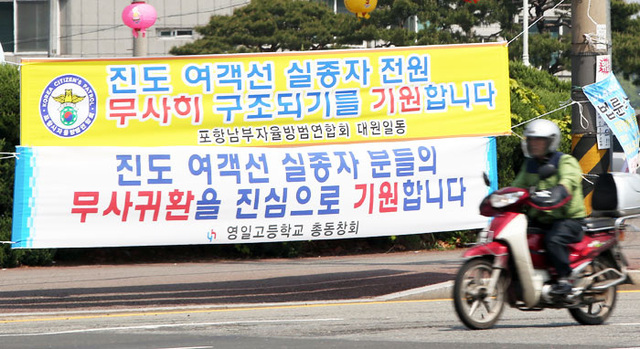 진도 여객선 실종자 전원
무사히 구조되기를 기원합니다
포항남부자율방범연합회 대원일동
KOREA CITIZEN'S PATROL
진도 여객선 실종자 분들의
무사귀환을 진심으로 기원합니다
영일고등학교 총동창회